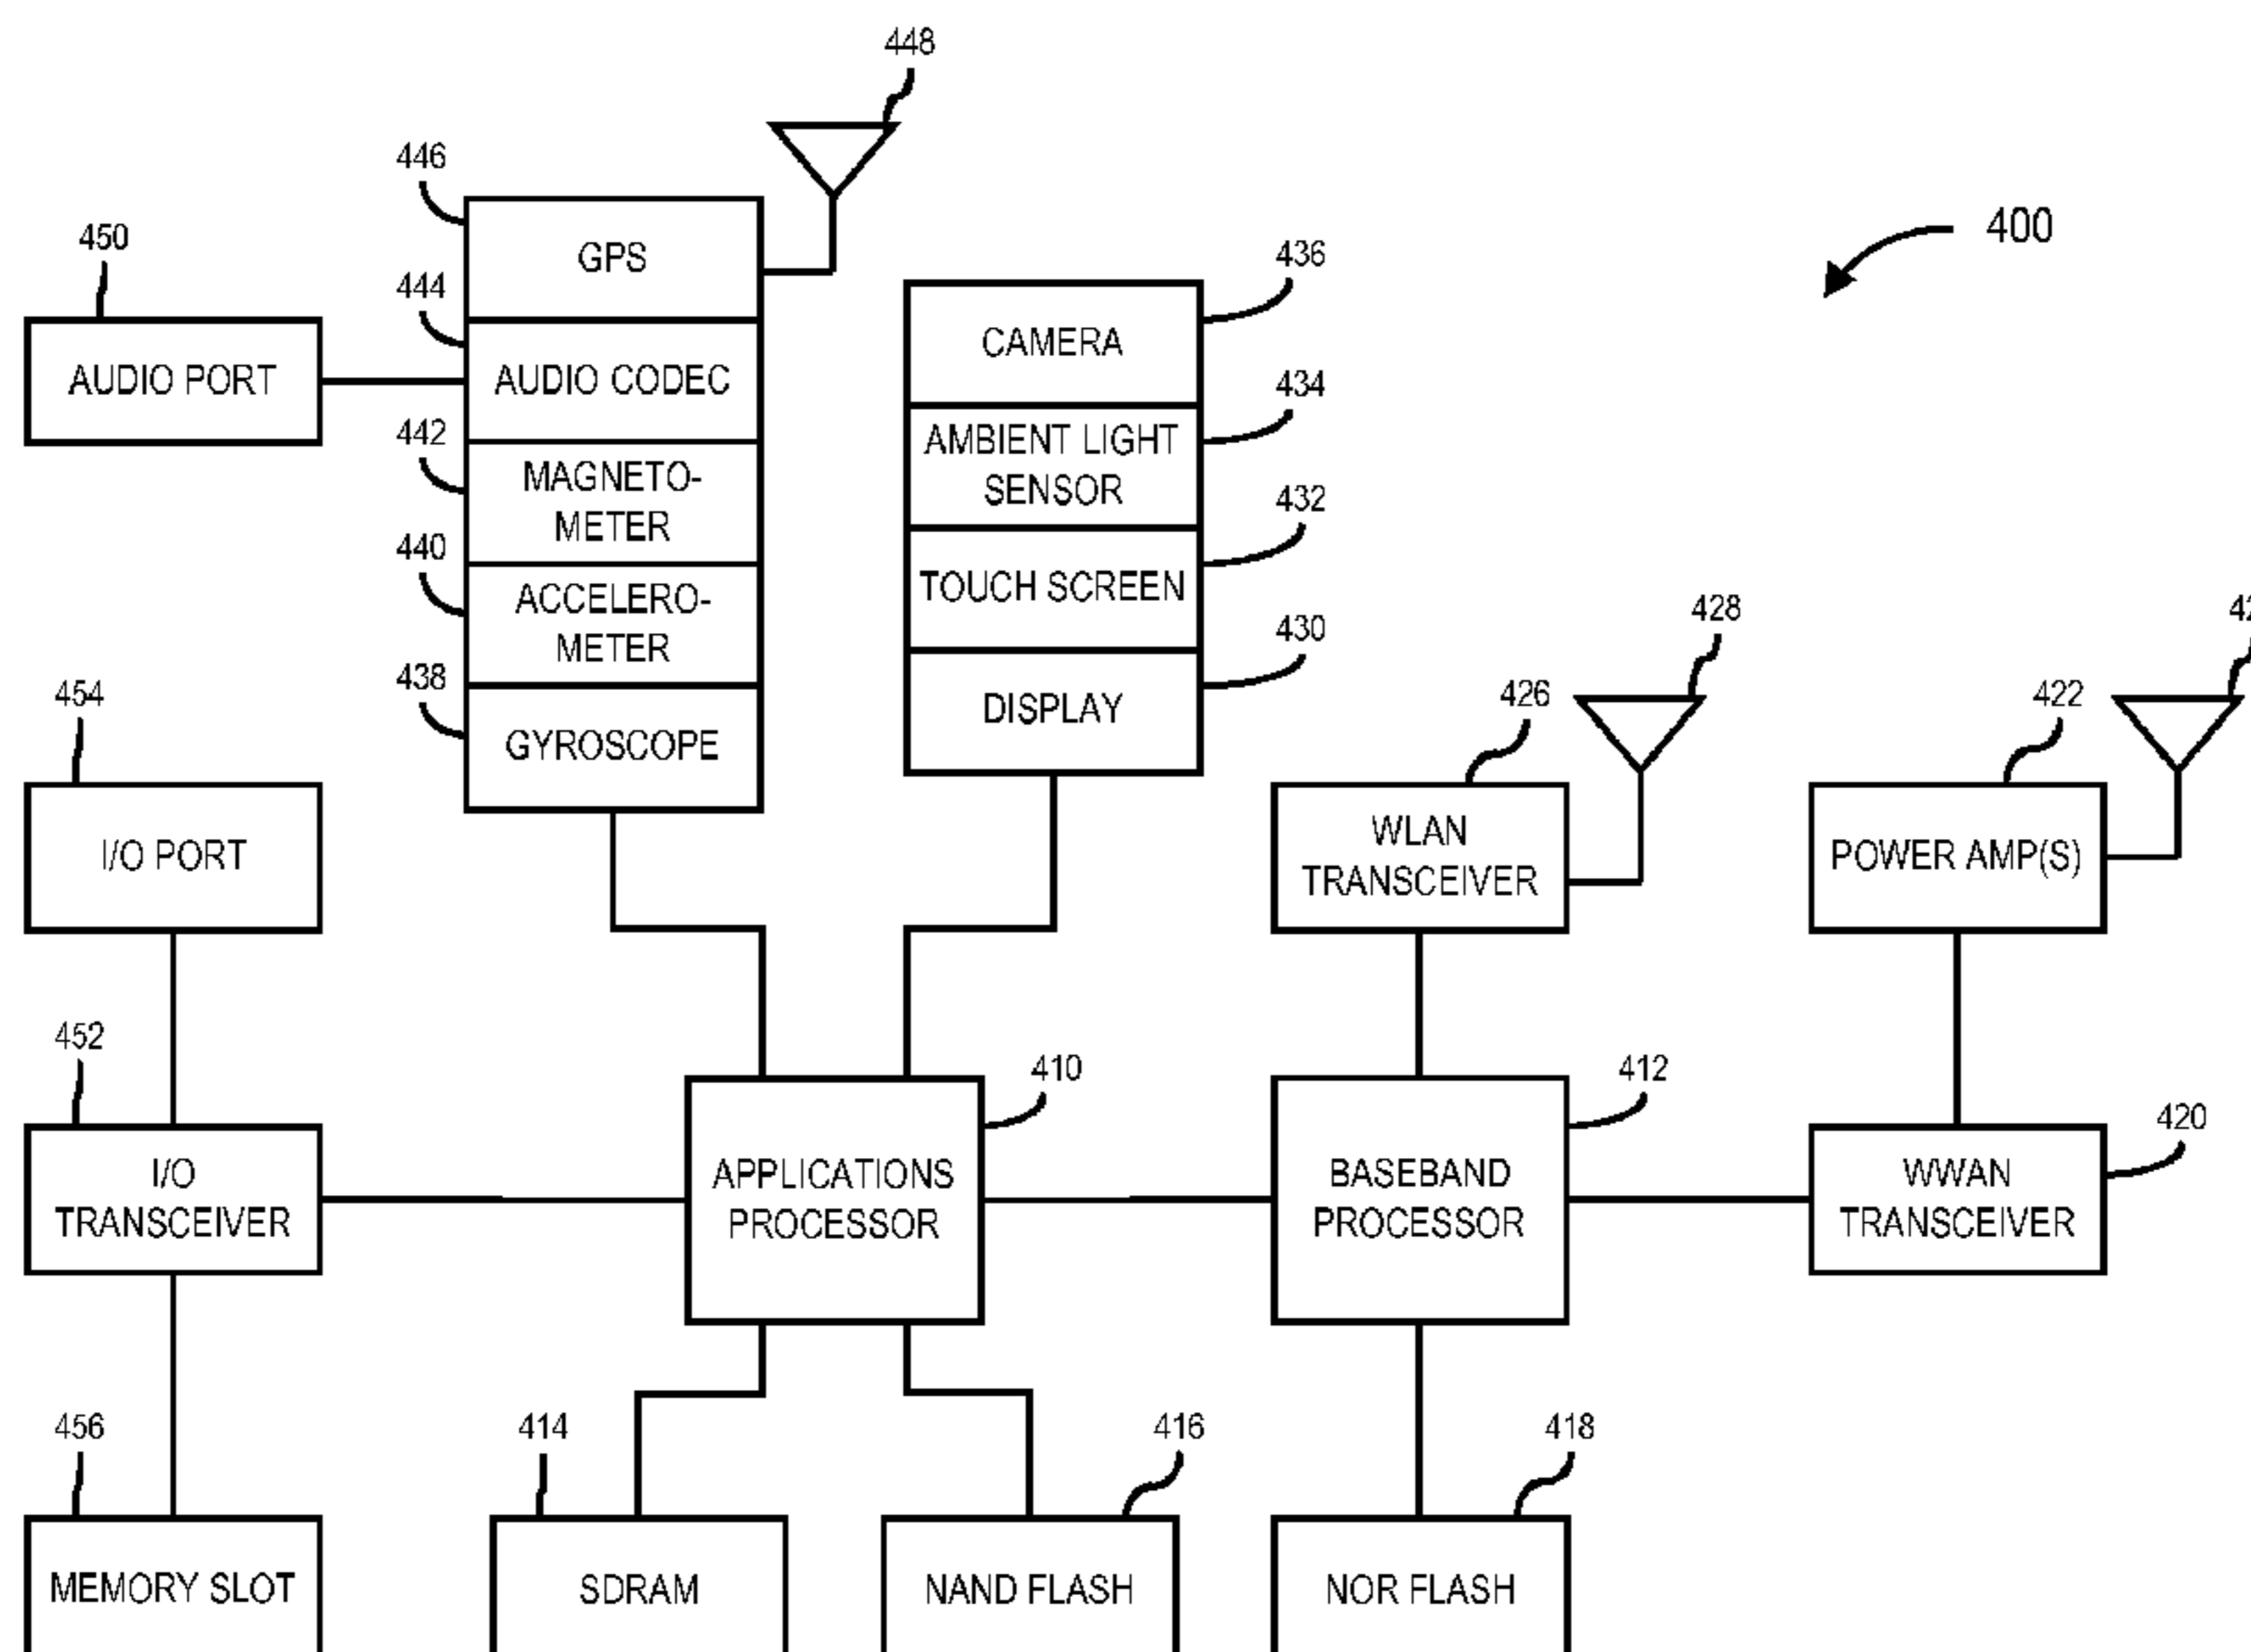 448
446
GPS
450
444
AUDIO PORT
AUDIO CODEC
442
MAGNETO-
METER
440
ACCELERO-
METER
438
GYROSCOPE
400
436
CAMERA
434
AMBIENT LIGHT
SENSOR
432
TOUCH SCREEN
430
DISPLAY
454
I/O PORT
426
428
WLAN
TRANSCEIVER
422
POWER AMP(S)
452
I/O
TRANSCEIVER
410
APPLICATIONS
PROCESSOR
412
BASEBAND
PROCESSOR
420
WWAN
TRANSCEIVER
456
MEMORY SLOT
414
SDRAM
416
NAND FLASH
418
NOR FLASH